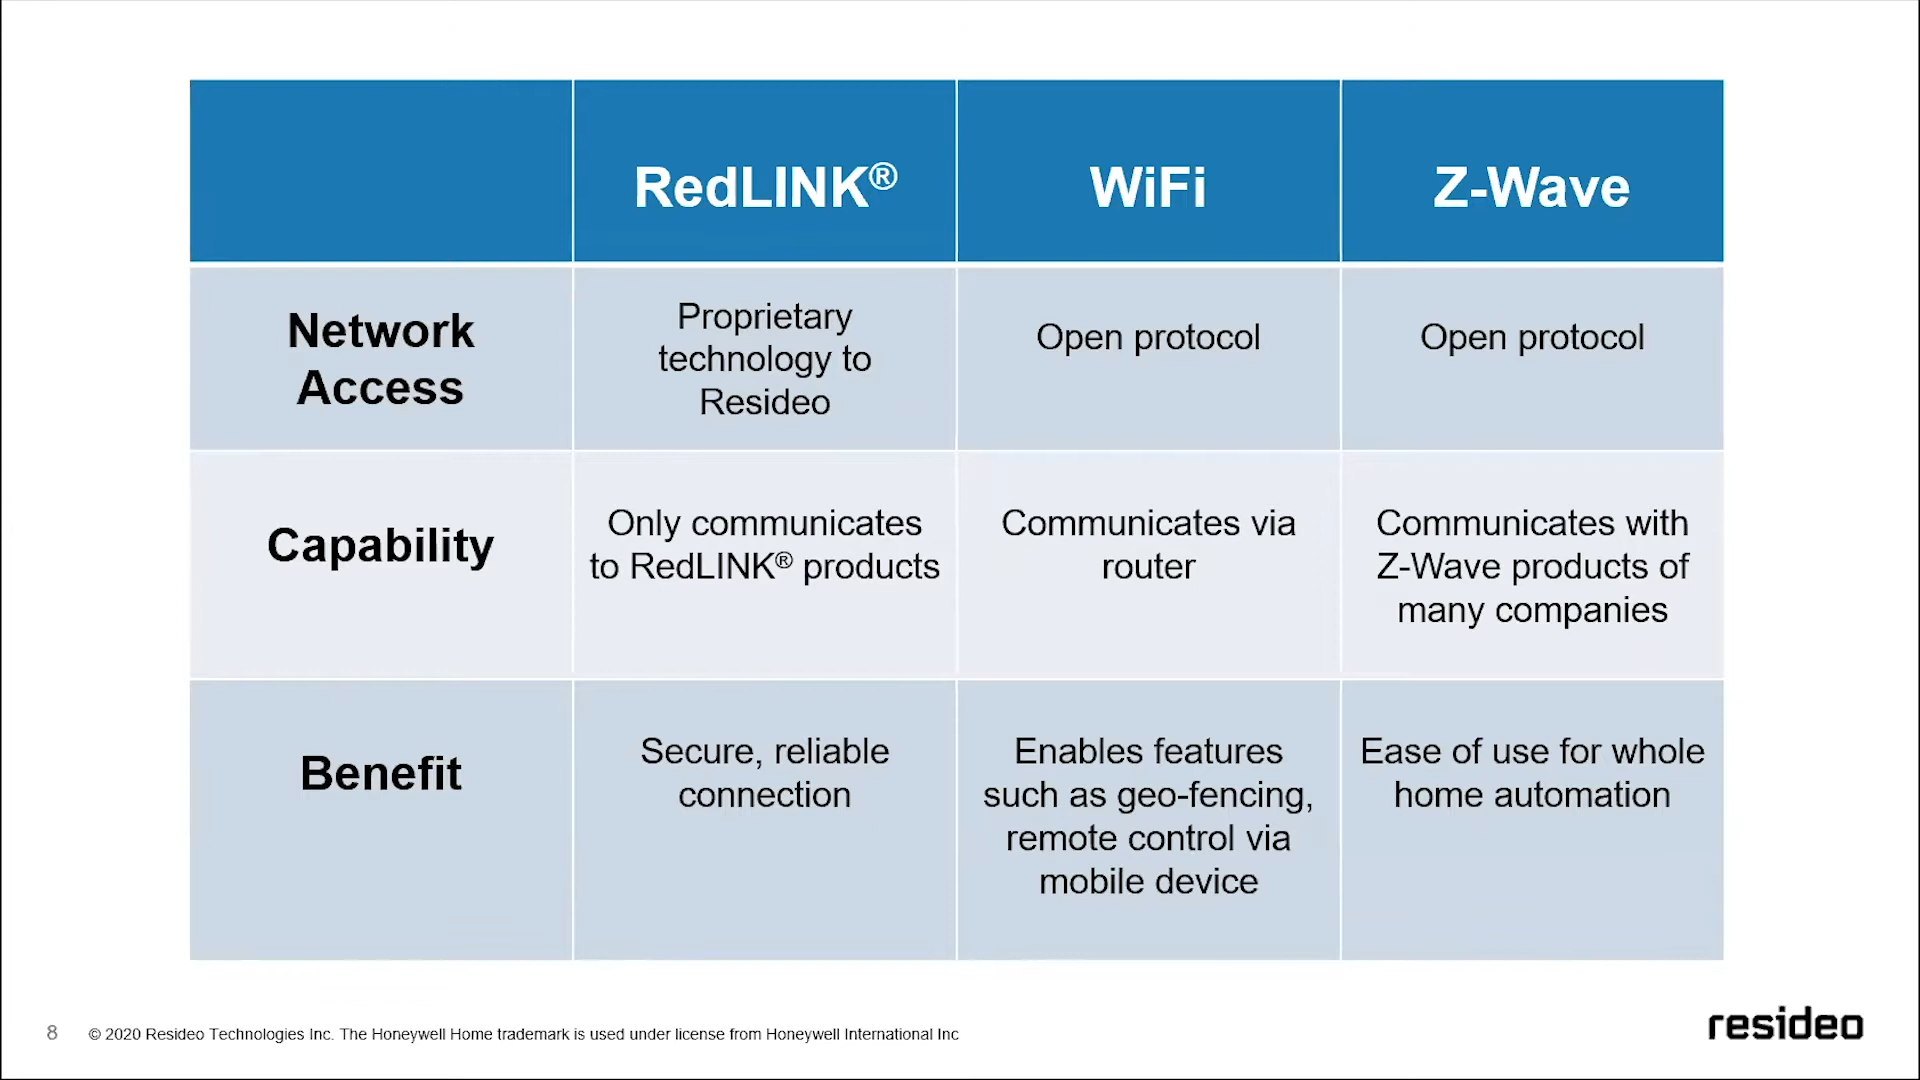 RedLINK®
WiFi
Z-Wave
Network
Access
Proprietary
technology to
Resideo
Open protocol
Open protocol
Capability
Only communicates
to RedLINK® products
Communicates via
router
Communicates with
Z-Wave products of
many companies
Benefit
Secure, reliable
connection
Enables features
such as geo-fencing,
remote control via
mobile device
Ease of use for whole
home automation
8
© 2020 Resideo Technologies Inc. The Honeywell Home trademark is used under license from Honeywell International Inc
resideo